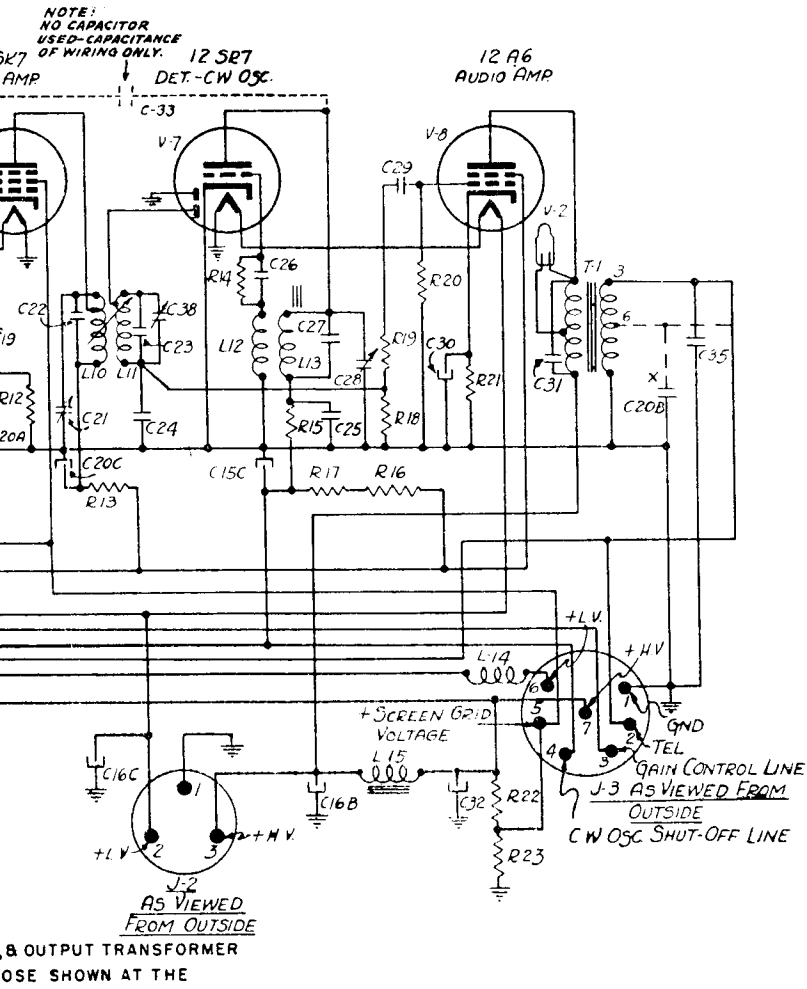 NOTE:
NO CAPACITOR
USED-CAPACITANCE
OF WIRING ONLY.
SK7
AMP.
12 SR7
DET.-CW OSC.
12 A6
AUDIO AMP.
C-33
V-7
V-8
C29
V-2
R14
C26
R20
T-1
3
C22
C38
C27
R19
C30
6
C35
L12
L13
C23
L10
L11
C28
R21
C31
X
C20B
R12
C21
C24
R15
C25
R18
20A
C20C
C15C
R17
R16
R13
+L.V.
L-14
+H.V.
6
1
5
7
+SCREEN GRID
VOLTAGE
GND
2
TEL
4
3
GAIN CONTROL LINE
L 15
J-3 AS VIEWED FROM
OUTSIDE
CW OSC SHUT-OFF LINE
C16C
1
C16B
C32
R22
+L.V.
2
3
+H.V.
R23
J-2
AS VIEWED
FROM OUTSIDE
& OUTPUT TRANSFORMER
OSE SHOWN AT THE